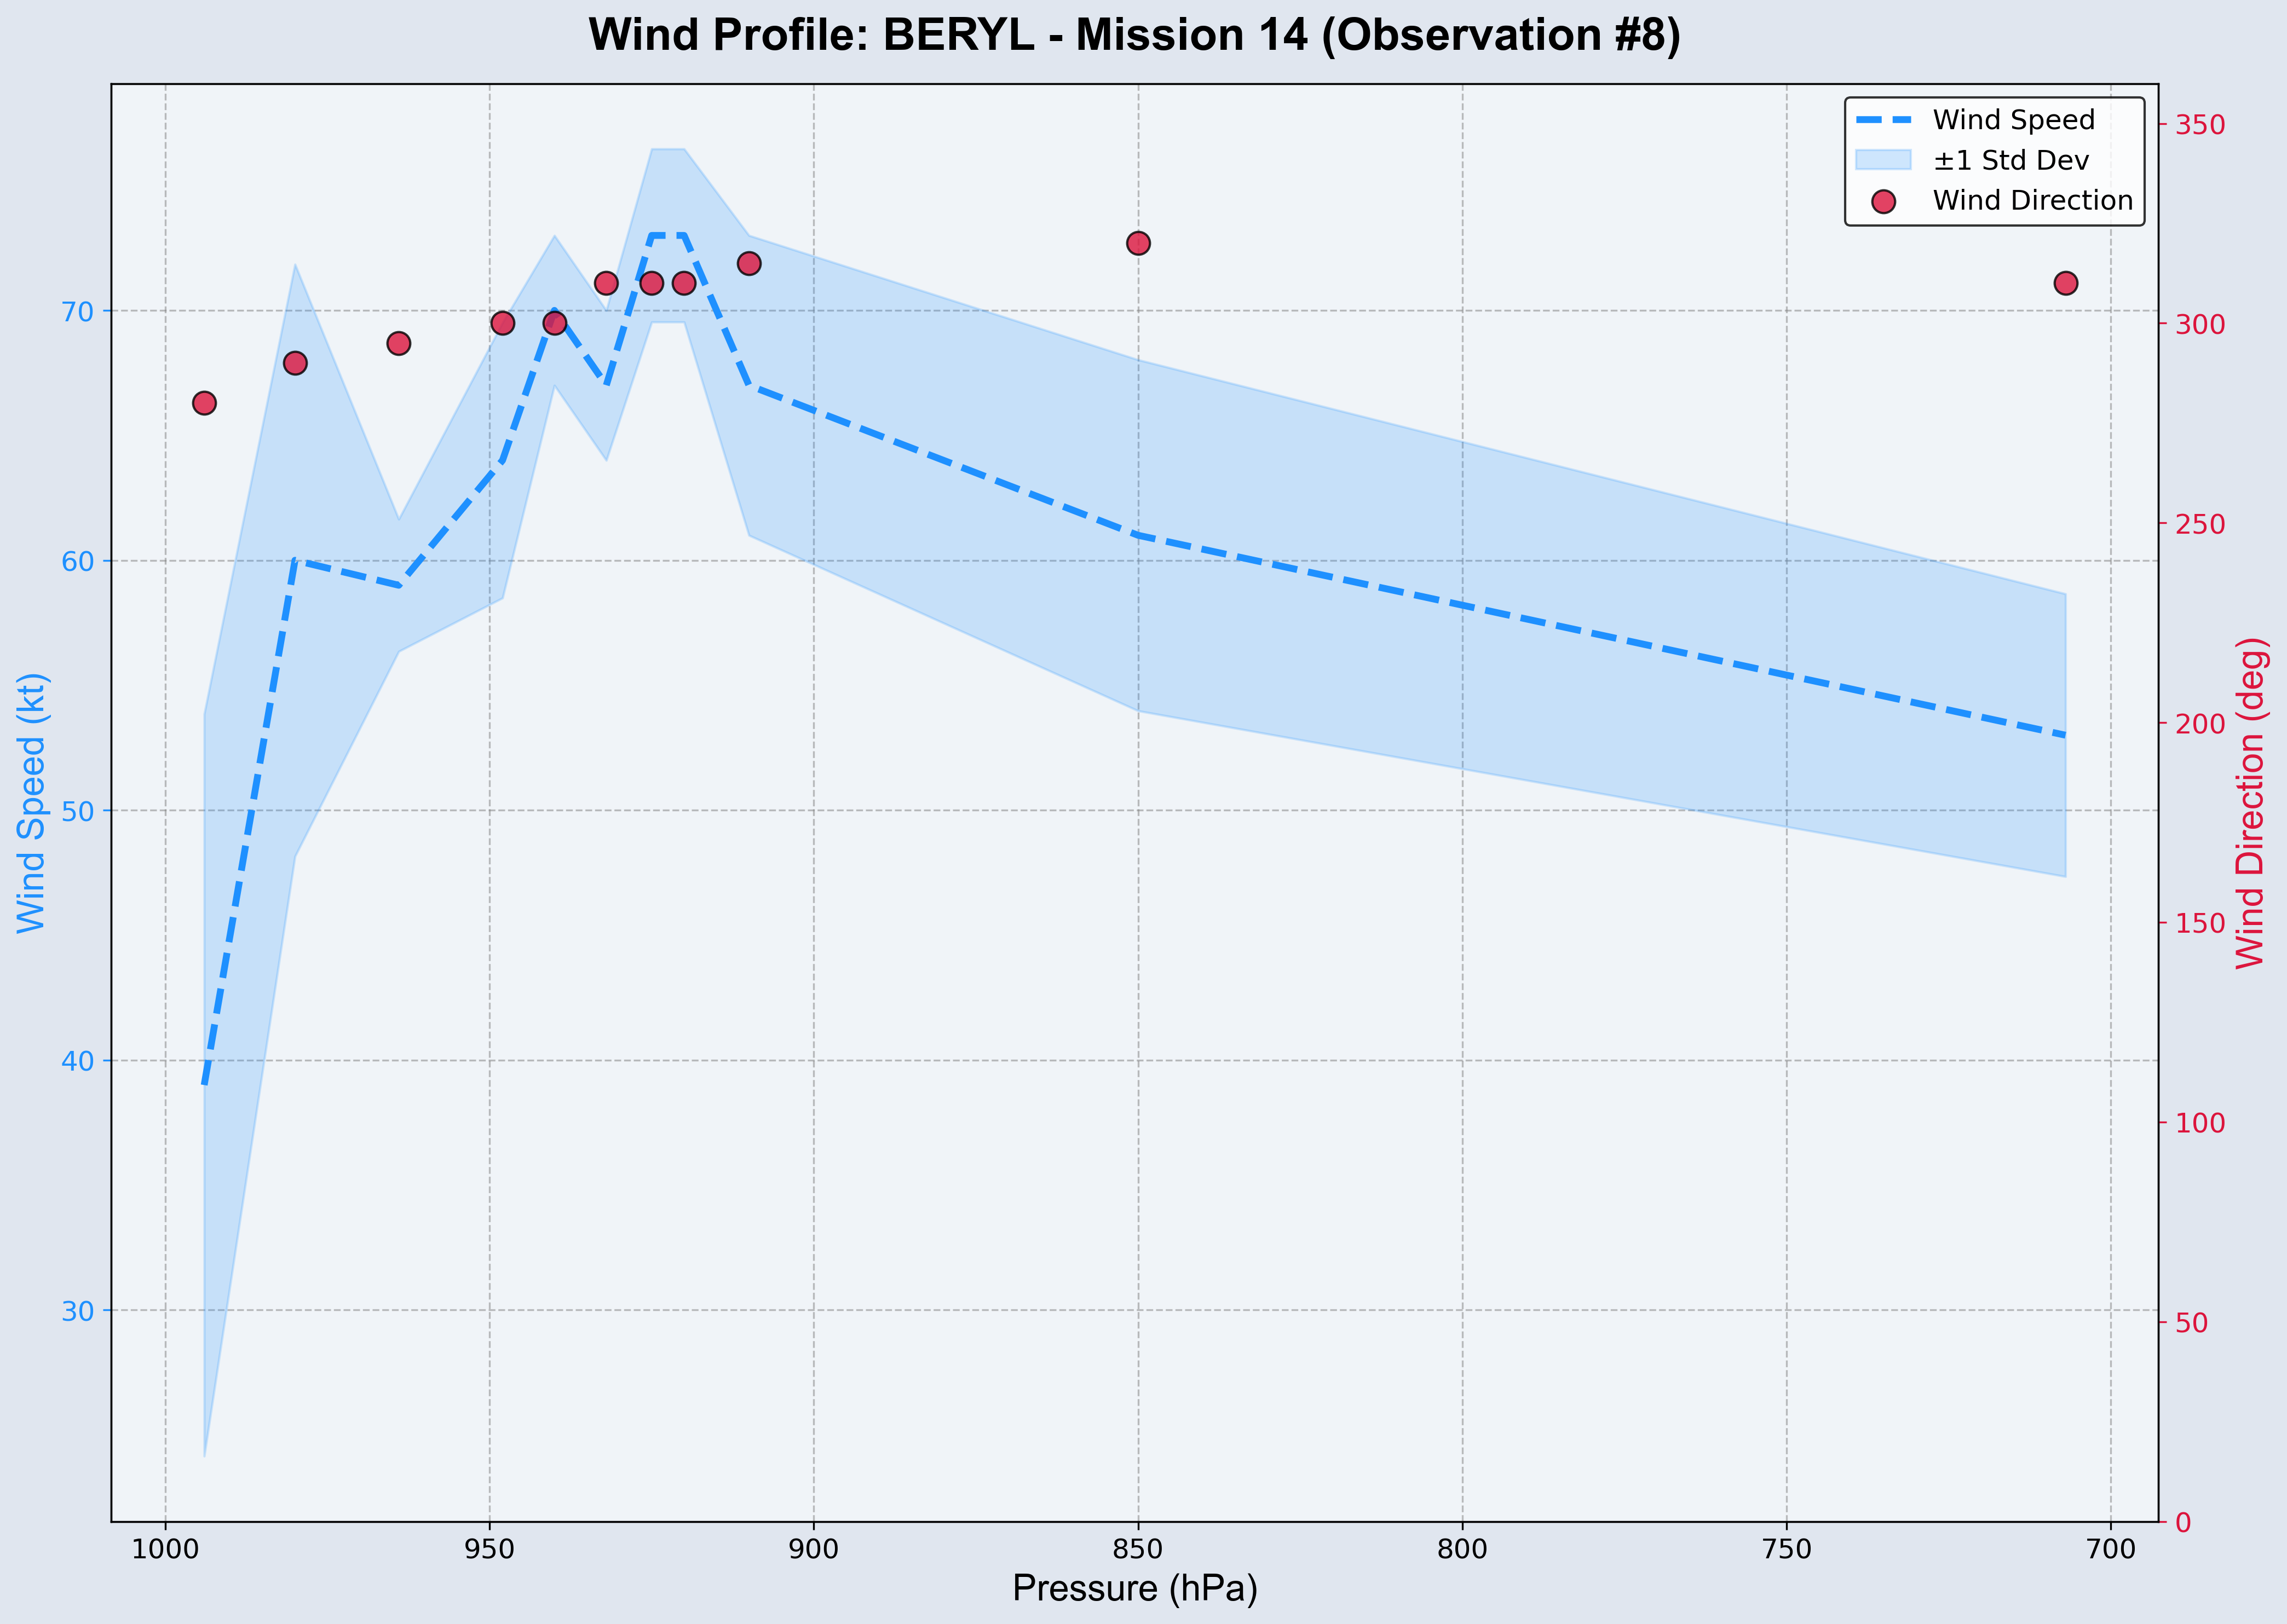 Wind Profile: BERYL - Mission 14 (Observation #8)
Wind Speed
±1 Std Dev
Wind Direction
Wind Speed (kt)
70
60
50
40
30
Wind Direction (deg)
350
300
250
200
150
100
50
0
1000 950 900 850 800 750 700
Pressure (hPa)